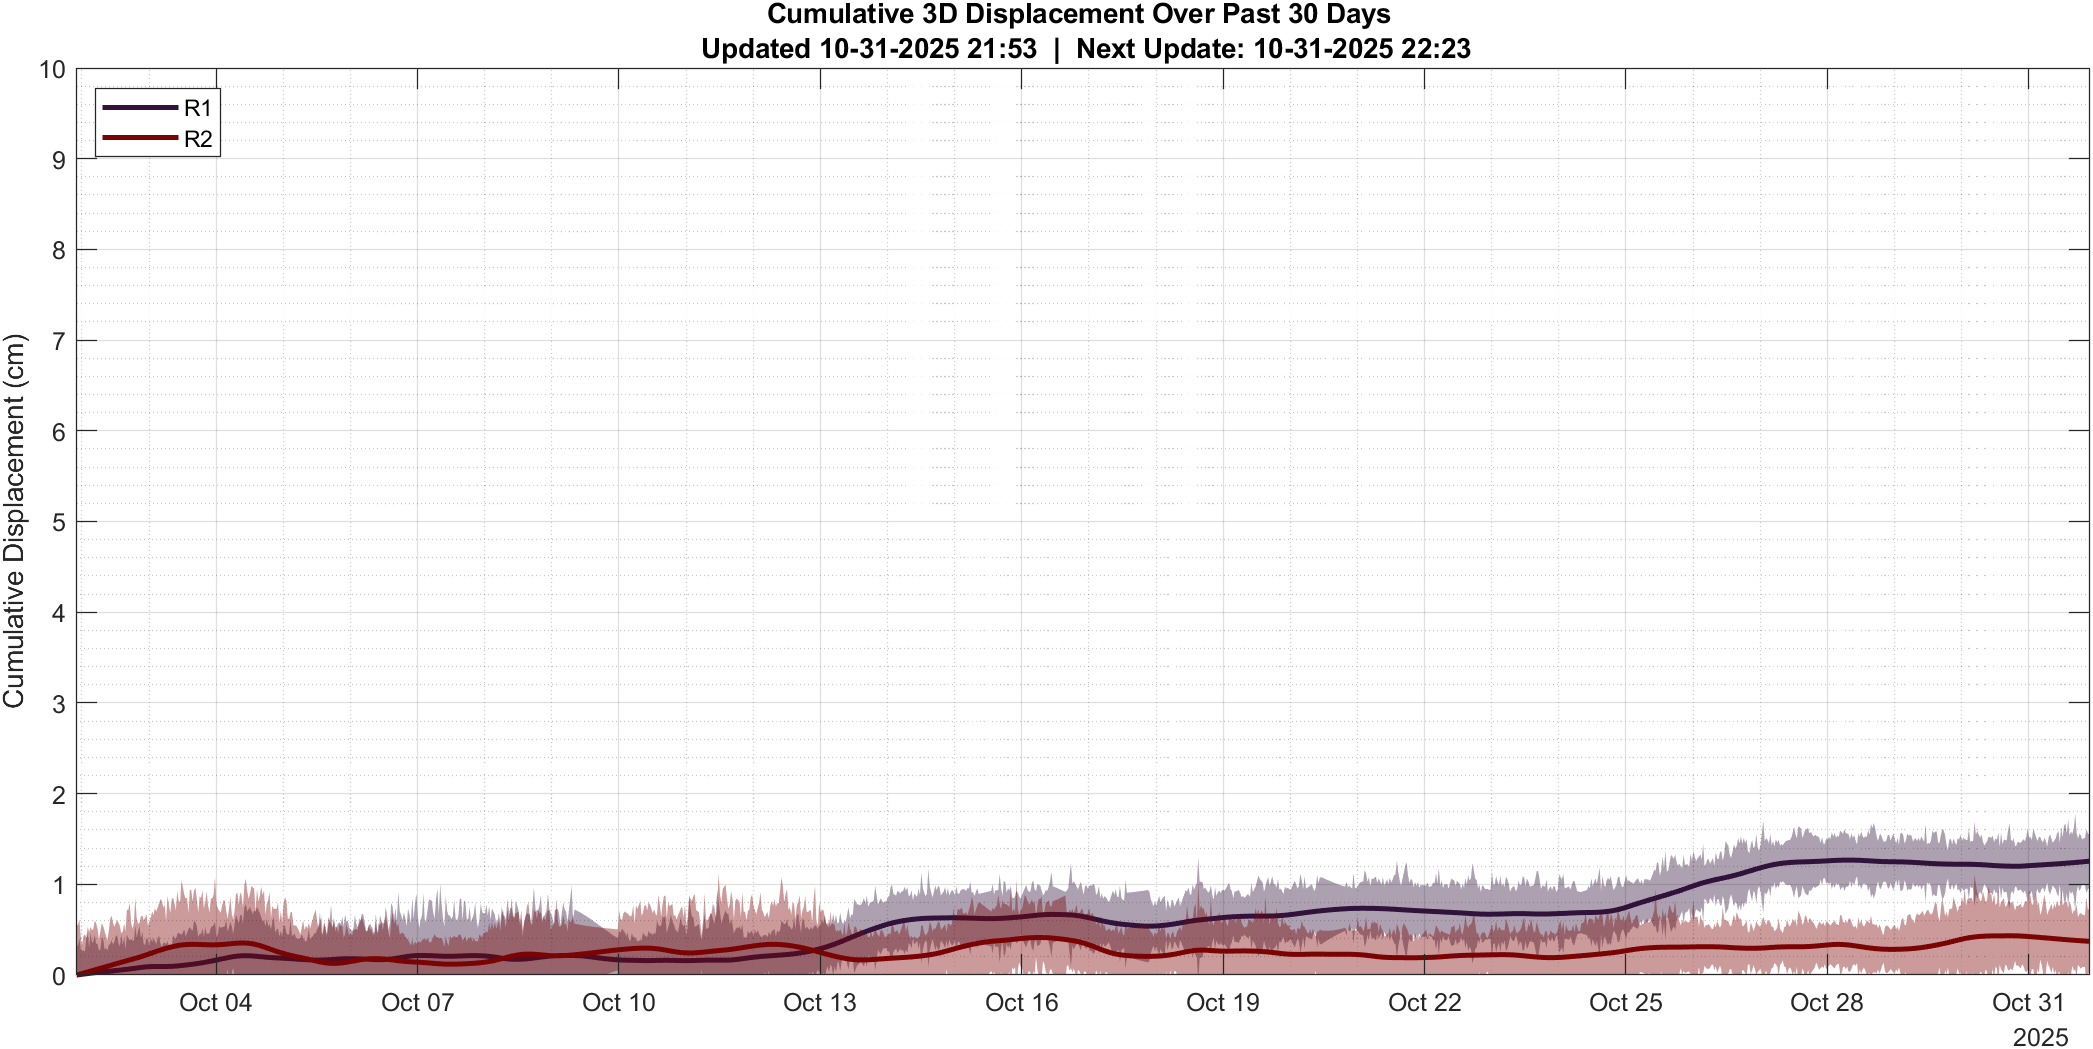 Cumulative 3D Displacement Over Past 30 Days
Updated 10-31-2025 21:53 | Next Update: 10-31-2025 22:23
R1
R2
Cumulative Displacement (cm)
10
9
8
7
6
5
4
3
2
1
0
Oct 04 Oct 07 Oct 10 Oct 13 Oct 16 Oct 19 Oct 22 Oct 25 Oct 28 Oct 31
2025